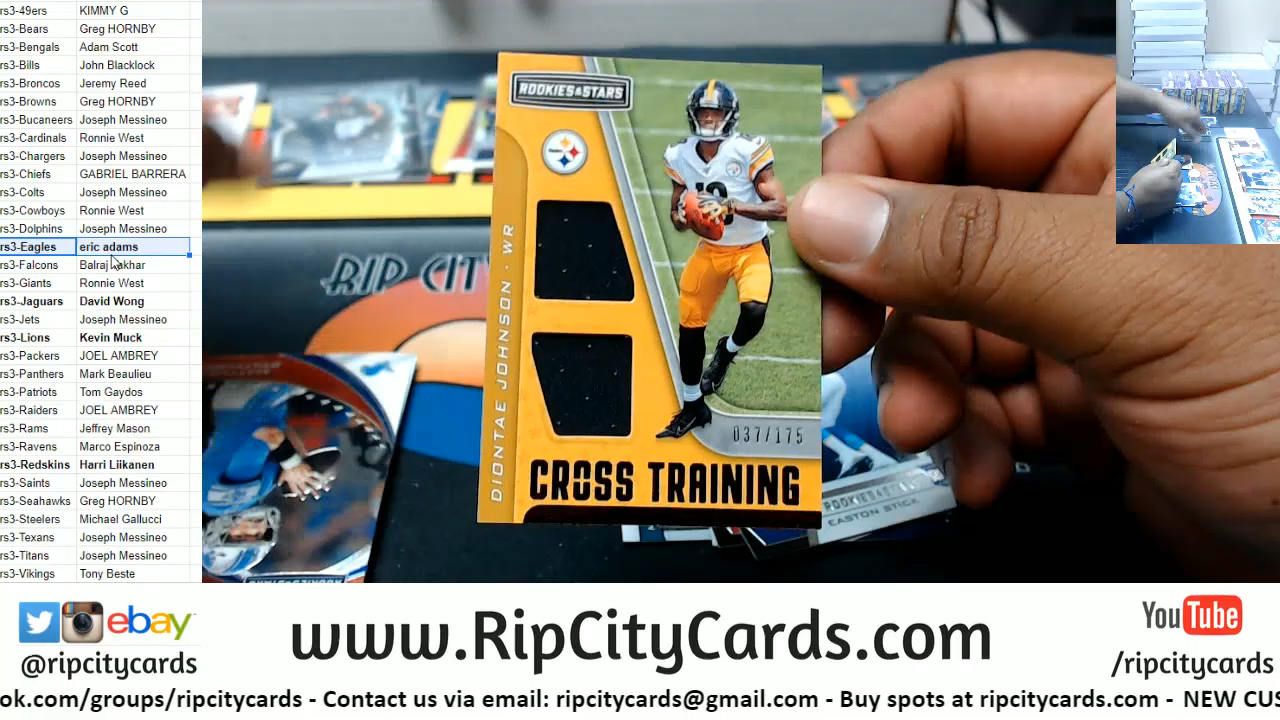 rs3-49ers KIMMY G
rs3-Bears Greg HORNBY
rs3-Bengals Adam Scott
rs3-Bills John Blacklock
rs3-Broncos Jeremy Reed
rs3-Browns Greg HORNBY
rs3-Bucaneers Joseph Messineo
rs3-Cardinals Ronnie West
rs3-Chargers Joseph Messineo
rs3-Chiefs GABRIEL BARRERA
rs3-Colts Joseph Messineo
rs3-Cowboys Ronnie West
rs3-Dolphins Joseph Messineo
rs3-Eagles eric adams
rs3-Falcons Balraj
rs3-Giants Ronnie West
rs3-Jaguars David Wong
rs3-Jets Joseph Messineo
rs3-Lions Kevin Muck
rs3-Packers JOEL AMBREY
rs3-Panthers Mark Beaulieu
rs3-Patriots Tom Gaydos
rs3-Raiders JOEL AMBREY
rs3-Rams Jeffrey Mason
rs3-Ravens Marco Espinoza
rs3-Redskins Harri Liikanen
rs3-Saints Joseph Messineo
rs3-Seahawks Greg HORNBY
rs3-Steelers Michael Gallucci
rs3-Texans Joseph Messineo
rs3-Titans Joseph Messineo
rs3-Vikings Tony Beste
ROOKIES & STARS
Steelers
DIONTAE JOHNSON · WR
037/175
CROSS TRAINING
RIP CIT
ROOKIES & STARS
EASTON STICK
ebay
@ripcitycards
www.RipCityCards.com
YouTube
/ripcitycards
ok.com/groups/ripcitycards - Contact us via email: ripcitycards@gmail.com - Buy spots at ripcitycards.com - NEW CUS